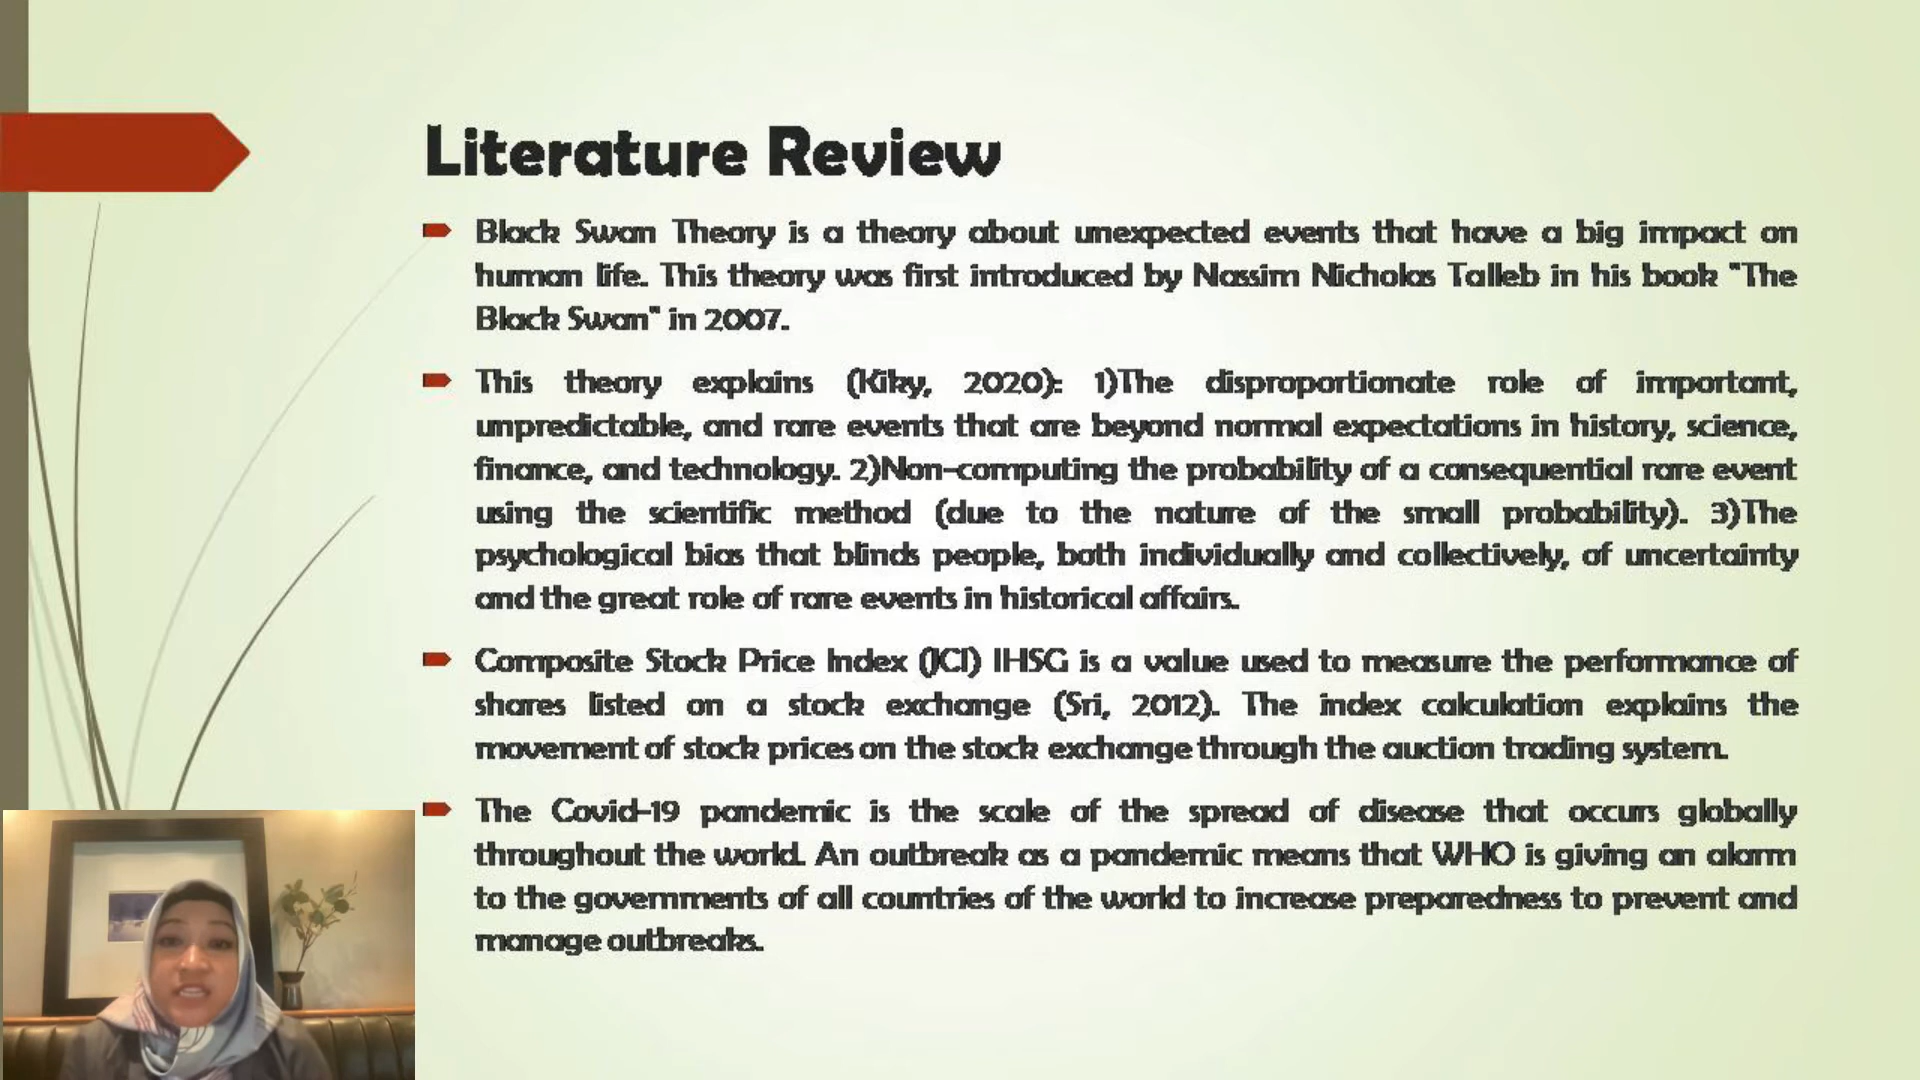 Literature Review
Black Swan Theory is a theory about unexpected events that have a big impact on
human life. This theory was first introduced by Nassim Nicholas Talleb in his book "The
Black Swan" in 2007.
This theory explains (Kiky, 2020): 1)The disproportionate role of important,
unpredictable, and rare events that are beyond normal expectations in history, science,
finance, and technology. 2)Non-computing the probability of a consequential rare event
using the scientific method (due to the nature of the small probability). 3)The
psychological bias that blinds people, both individually and collectively, of uncertainty
and the great role of rare events in historical affairs.
Composite Stock Price Index (JCI) IHSG is a value used to measure the performance of
shares listed on a stock exchange (Sri, 2012). The index calculation explains the
movement of stock prices on the stock exchange through the auction trading system.
The Covid-19 pandemic is the scale of the spread of disease that occurs globally
throughout the world. An outbreak as a pandemic means that WHO is giving an alarm
to the governments of all countries of the world to increase preparedness to prevent and
manage outbreaks.